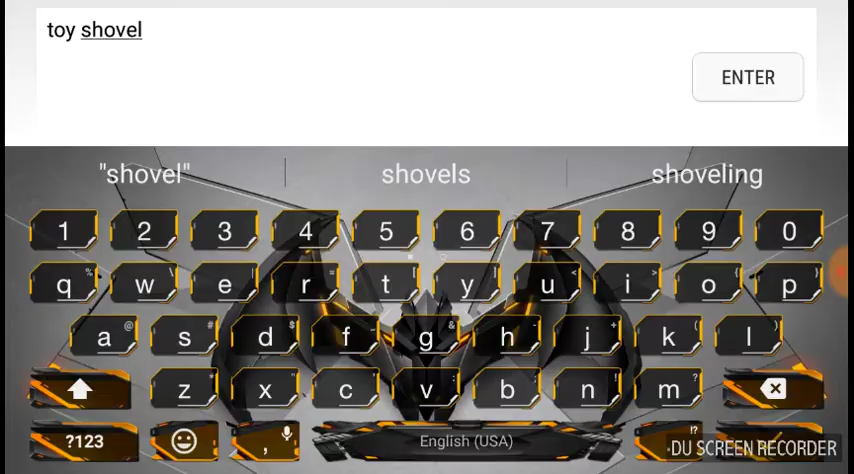 toy shovel
ENTER
"shovel" shovels shoveling
1 2 3 4 5 6 7 8 9 0
q w e r t y u i o p
a s d f g h j k l
z x c v b n m
?123 , English (USA) !?
DU SCREEN RECORDER